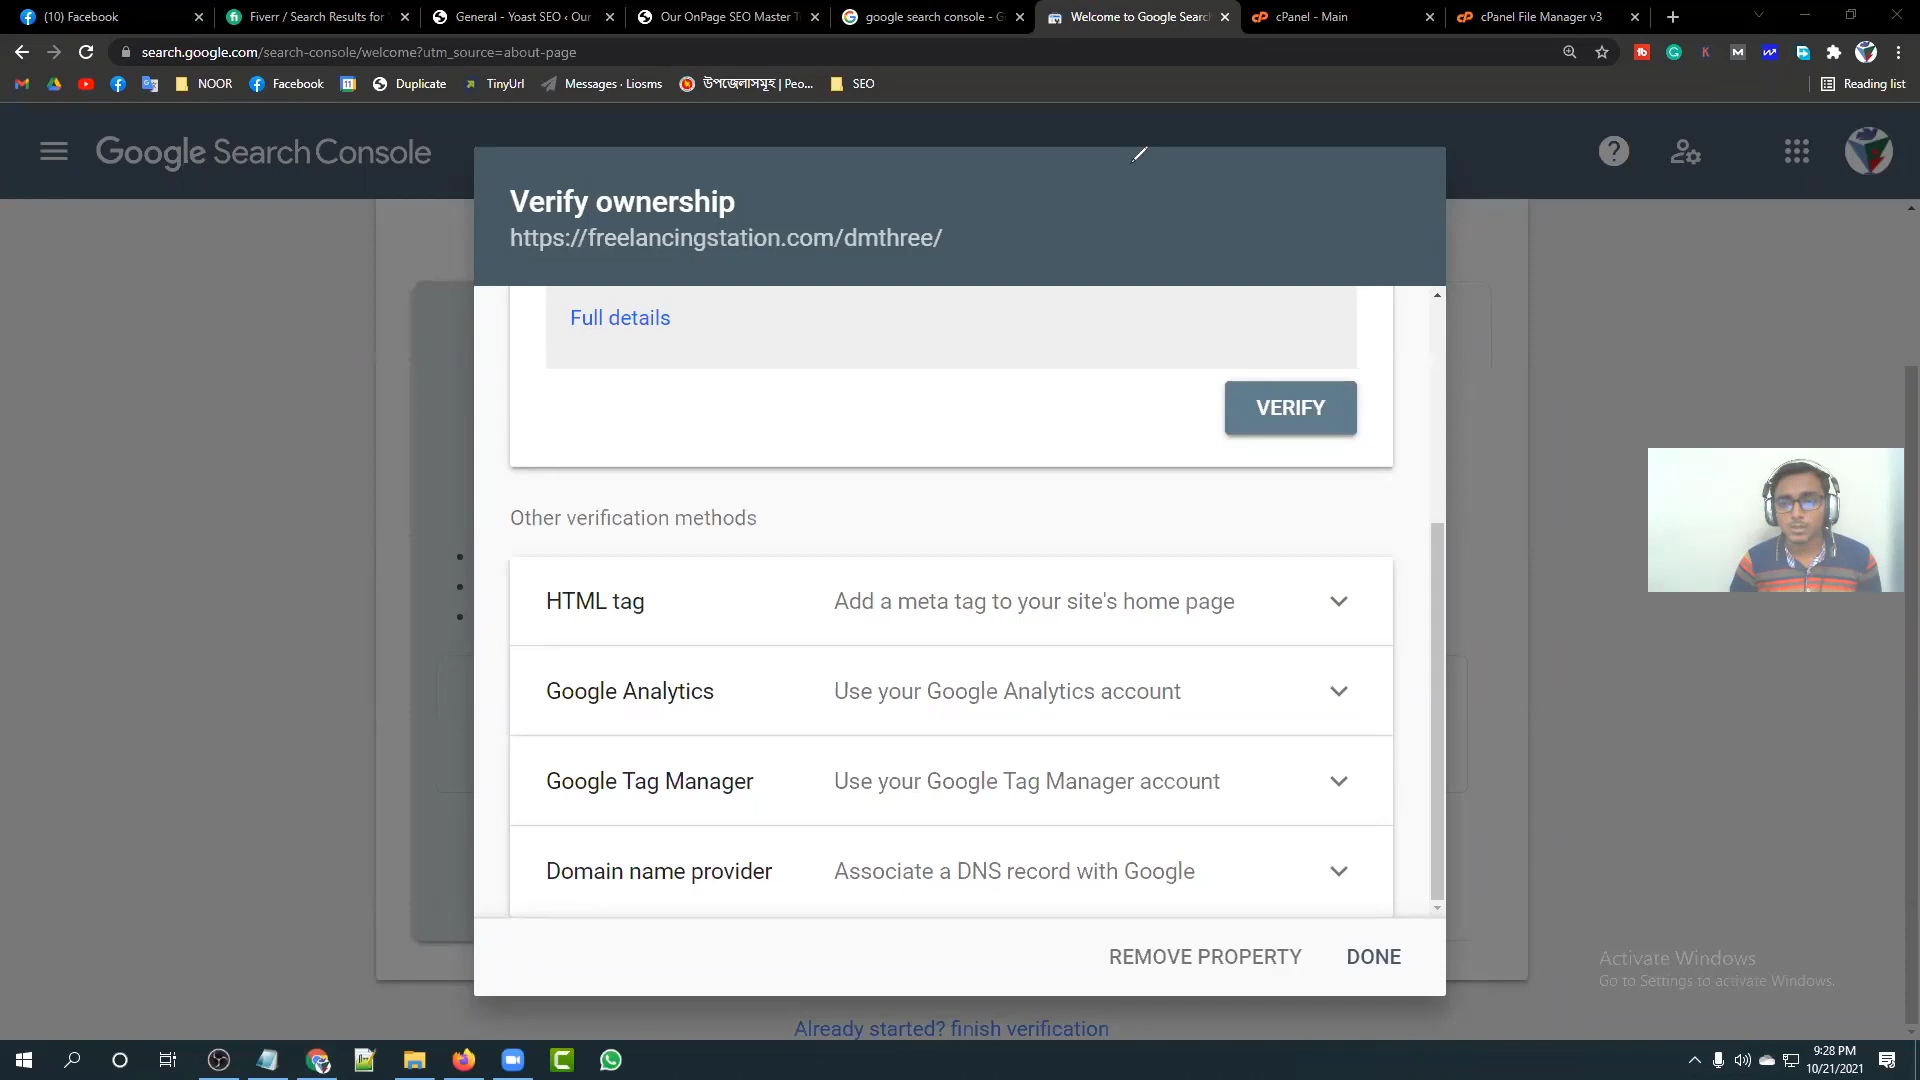 (10) Facebook
Fiverr / Search Results for '
General - Yoast SEO ‹ Our
Our OnPage SEO Master T
google search console - G
Welcome to Google Search
cPanel - Main
cPanel File Manager v3
search.google.com/search-console/welcome?utm_source=about-page
NOOR
Facebook
Duplicate
TinyUrl
Messages · Liosms
উপজেলাসমূহ | Peo...
SEO
Reading list
Google Search Console
Verify ownership
https://freelancingstation.com/dmthree/
Full details
VERIFY
Other verification methods
HTML tag Add a meta tag to your site's home page
Google Analytics Use your Google Analytics account
Google Tag Manager Use your Google Tag Manager account
Domain name provider Associate a DNS record with Google
REMOVE PROPERTY DONE
Activate Windows
Go to Settings to activate Windows.
Already started? finish verification
9:28 PM
10/21/2021